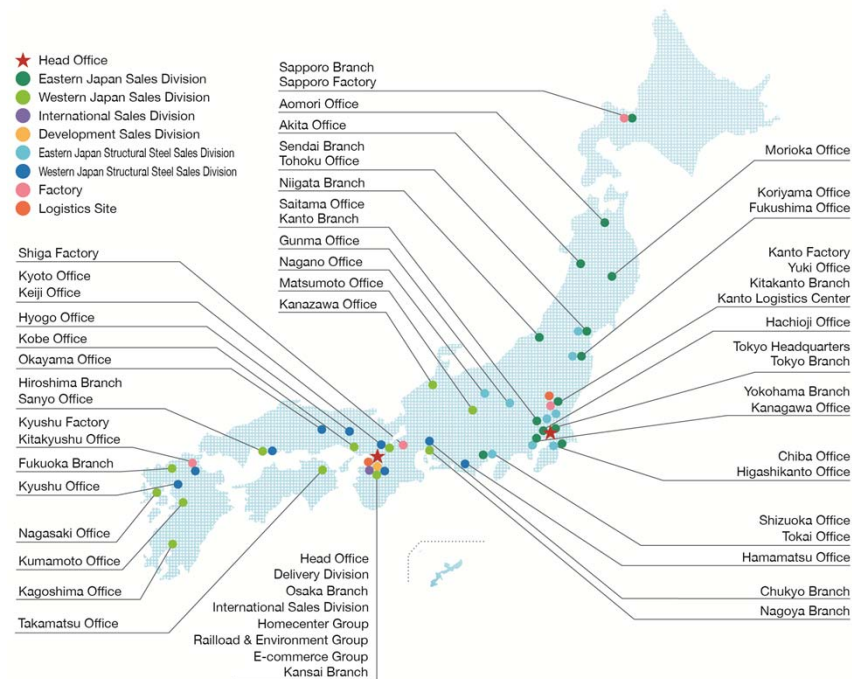 Head Office
Eastern Japan Sales Division
Western Japan Sales Division
International Sales Division
Development Sales Division
Eastern Japan Structural Steel Sales Division
Western Japan Structural Steel Sales Division
Factory
Logistics Site
Sapporo Branch
Sapporo Factory
Aomori Office
Akita Office
Sendai Branch
Tohoku Office
Niigata Branch
Saitama Office
Kanto Branch
Gunma Office
Nagano Office
Matsumoto Office
Kanazawa Office
Morioka Office
Koriyama Office
Fukushima Office
Kanto Factory
Yuki Office
Kitakanto Branch
Kanto Logistics Center
Hachioji Office
Tokyo Headquarters
Tokyo Branch
Yokohama Branch
Kanagawa Office
Chiba Office
Higashikanto Office
Shizuoka Office
Tokai Office
Hamamatsu Office
Chukyo Branch
Nagoya Branch
Shiga Factory
Kyoto Office
Keiji Office
Hyogo Office
Kobe Office
Okayama Office
Hiroshima Branch
Sanyo Office
Kyushu Factory
Kitakyushu Office
Fukuoka Branch
Kyushu Office
Nagasaki Office
Kumamoto Office
Kagoshima Office
Takamatsu Office
Head Office
Delivery Division
Osaka Branch
International Sales Division
Homecenter Group
Railload & Environment Group
E-commerce Group
Kansai Branch